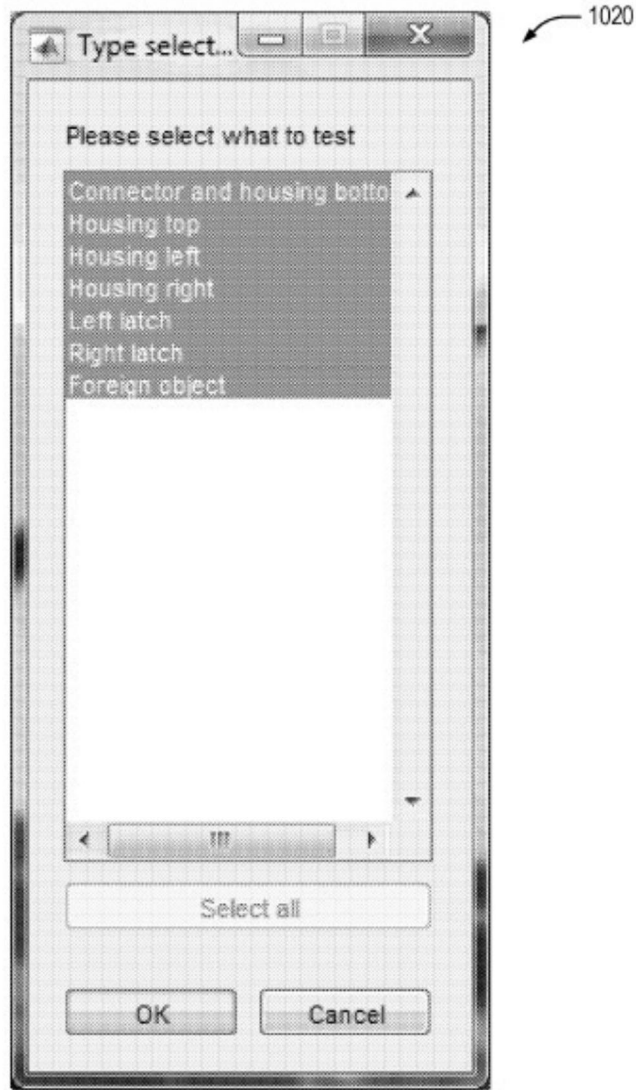 1020
Type select...
Please select what to test
Connector and housing botto
Housing top
Housing left
Housing right
Left latch
Right latch
Foreign object
Select all
OK
Cancel